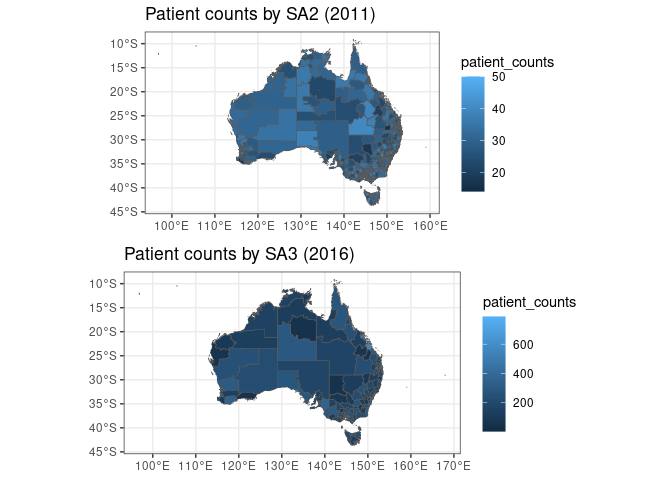 Patient counts by SA2 (2011)
10°S
15°S
20°S
25°S
30°S
35°S
40°S
45°S
100°E 110°E 120°E 130°E 140°E 150°E 160°E
patient_counts
50
40
30
20
Patient counts by SA3 (2016)
10°S
15°S
20°S
25°S
30°S
35°S
40°S
45°S
100°E 110°E 120°E 130°E 140°E 150°E 160°E 170°E
patient_counts
600
400
200